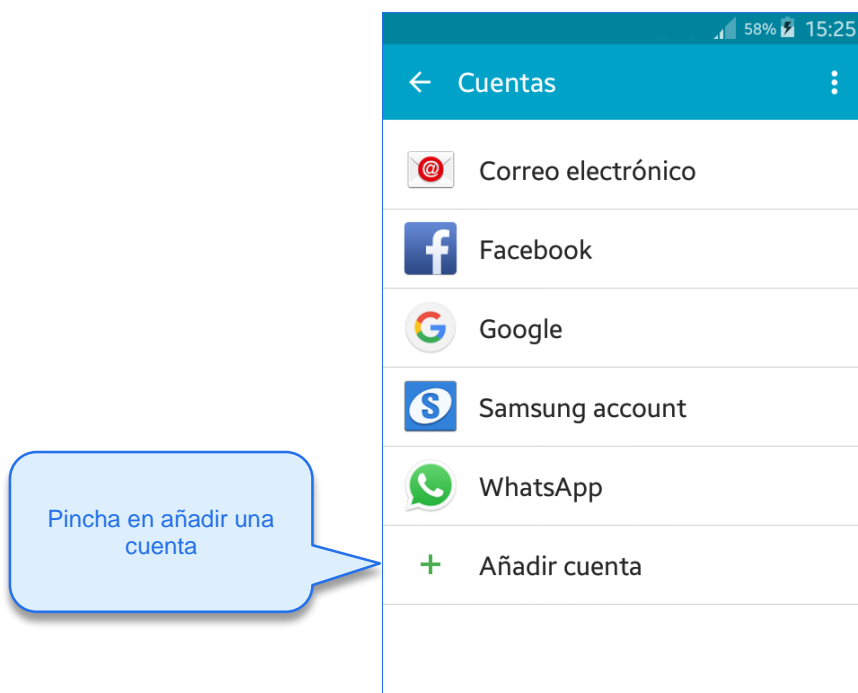 58% 15:25
Cuentas
Correo electrónico
Facebook
Google
Samsung account
WhatsApp
Pincha en añadir una
cuenta
Añadir cuenta